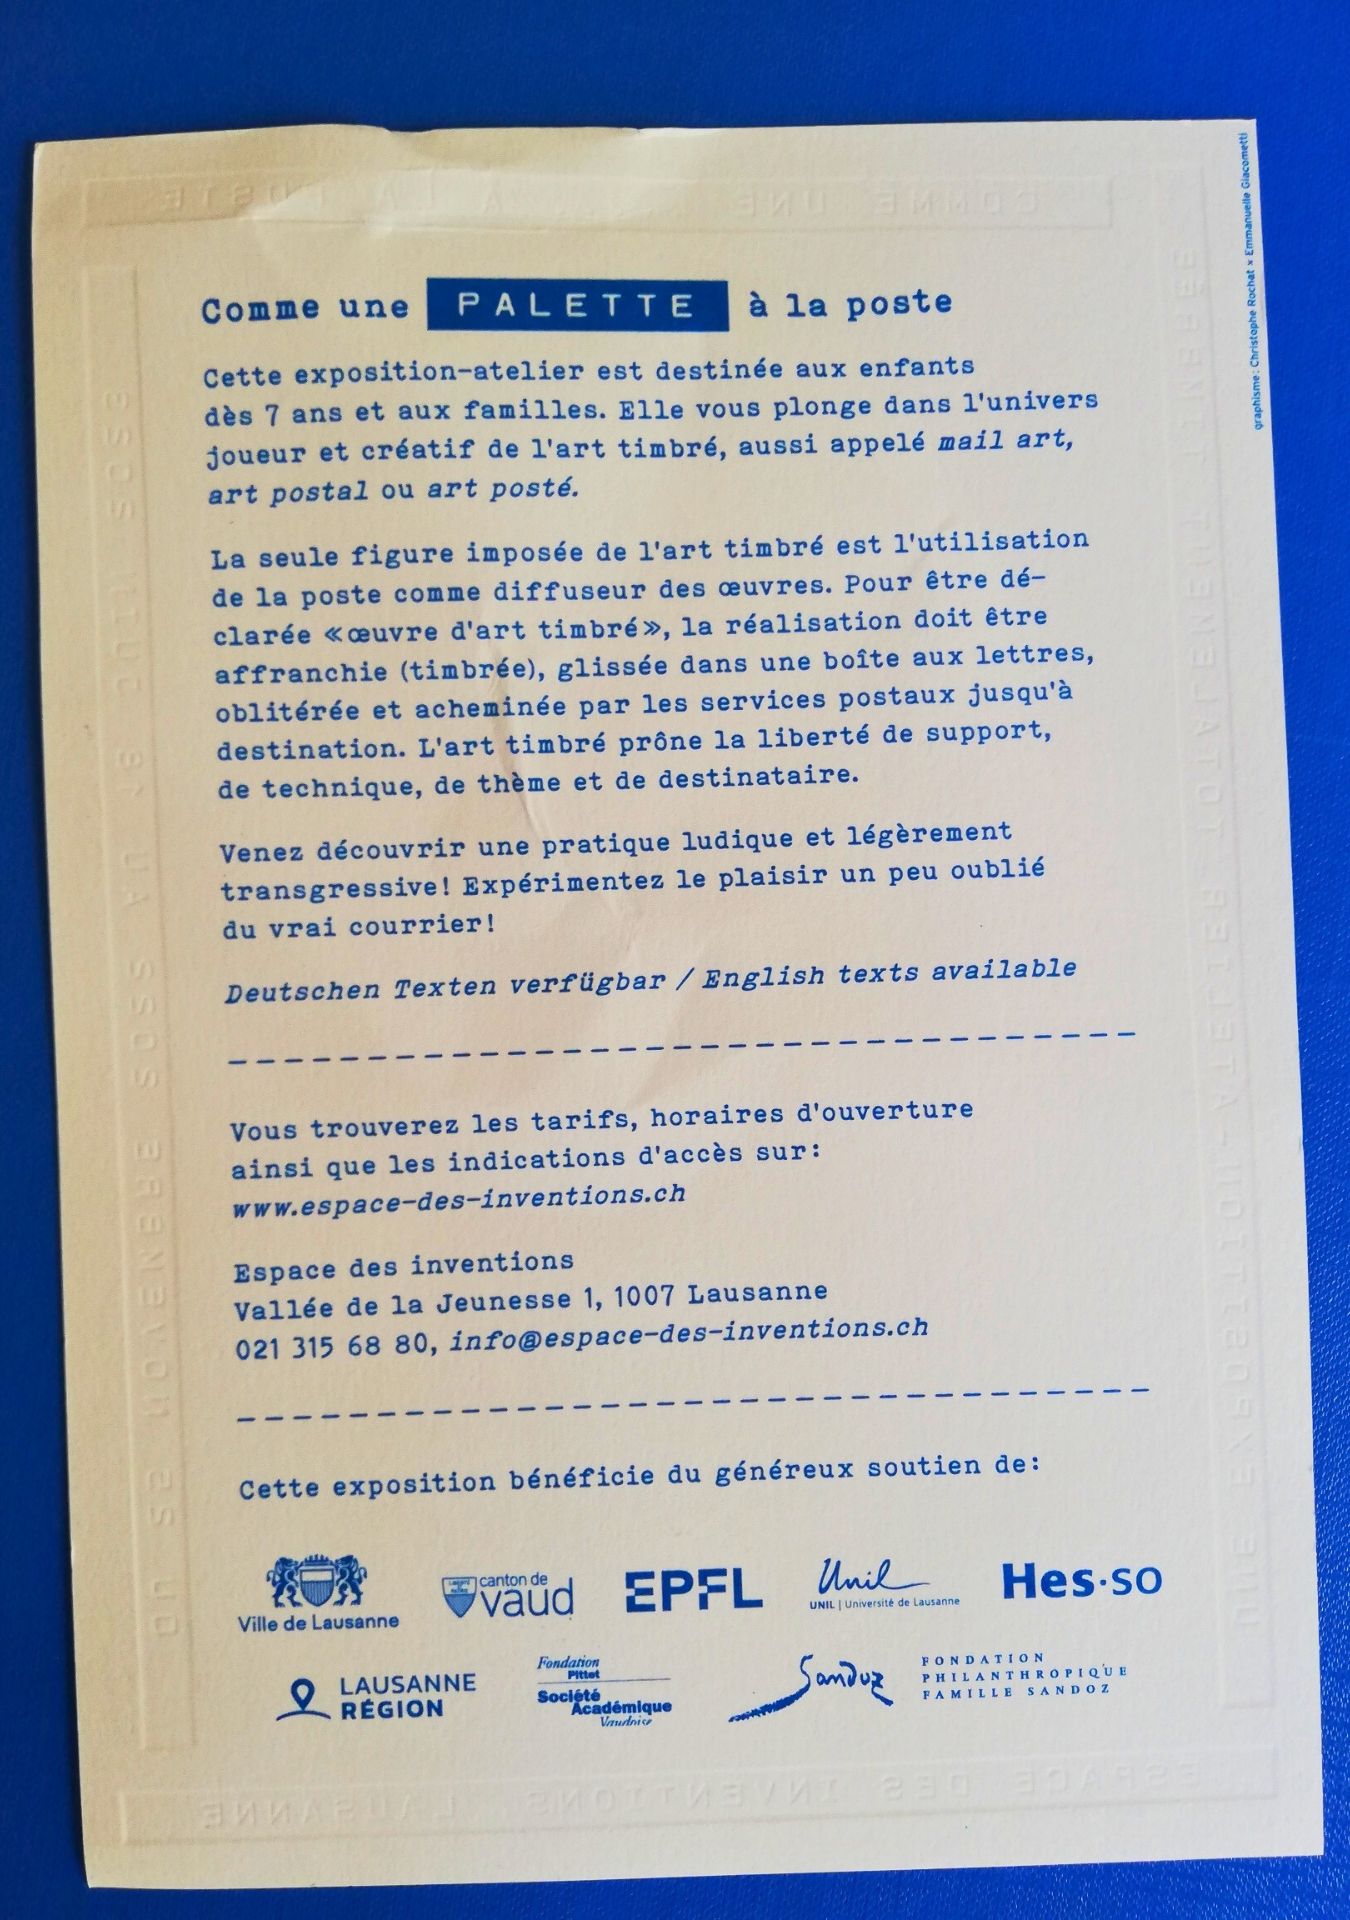 Comme une PALETTE à la poste
Cette exposition-atelier est destinée aux enfants
dès 7 ans et aux familles. Elle vous plonge dans l'univers
joueur et créatif de l'art timbré, aussi appelé mail art,
art postal ou art posté.
La seule figure imposée de l'art timbré est l'utilisation
de la poste comme diffuseur des œuvres. Pour être dé-
clarée «œuvre d'art timbré», la réalisation doit être
affranchie (timbrée), glissée dans une boîte aux lettres,
oblitérée et acheminée par les services postaux jusqu'à
destination. L'art timbré prône la liberté de support,
de technique, de thème et de destinataire.
Venez découvrir une pratique ludique et légèrement
transgressive! Expérimentez le plaisir un peu oublié
du vrai courrier!
Deutschen Texten verfügbar / English texts available
Vous trouverez les tarifs, horaires d'ouverture
ainsi que les indications d'accès sur:
www.espace-des-inventions.ch
Espace des inventions
Vallée de la Jeunesse 1, 1007 Lausanne
021 315 68 80, info@espace-des-inventions.ch
Cette exposition bénéficie du généreux soutien de:
Ville de Lausanne
canton de
vaud
EPFL
Unil
UNIL | Université de Lausanne
Hes·so
LAUSANNE
RÉGION
Fondation
Pittet
Société
Académique
Vaudoise
Sandoz
FONDATION
PHILANTHROPIQUE
FAMILLE SANDOZ
graphisme: Christophe Rochat × Emmanuelle Giacometti
ESPACE DES INVENTIONS, LAUSANNE